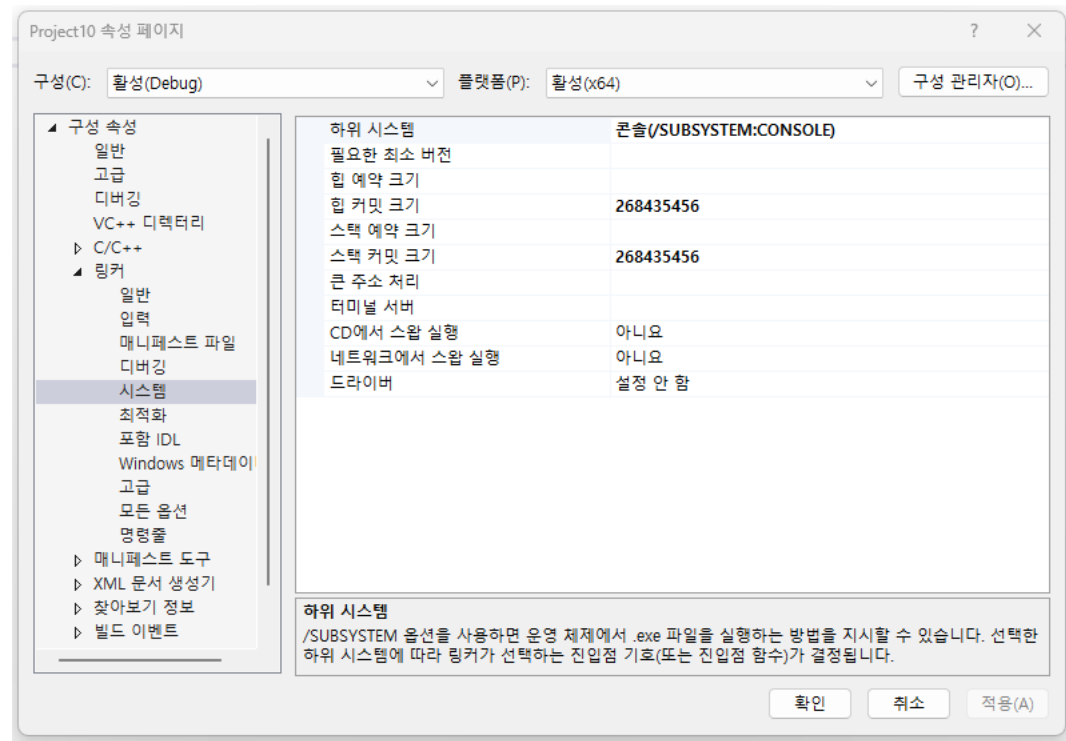 Project10 속성 페이지
구성(C): 활성(Debug) 플랫폼(P): 활성(x64) 구성 관리자(O)...
구성 속성
일반
고급
디버깅
VC++ 디렉터리
C/C++
링커
일반
입력
매니페스트 파일
디버깅
시스템
최적화
포함 IDL
Windows 메타데이
고급
모든 옵션
명령줄
매니페스트 도구
XML 문서 생성기
찾아보기 정보
빌드 이벤트
하위 시스템 콘솔(/SUBSYSTEM:CONSOLE)
필요한 최소 버전
힙 예약 크기
힙 커밋 크기 268435456
스택 예약 크기
스택 커밋 크기 268435456
큰 주소 처리
터미널 서버
CD에서 스왑 실행 아니요
네트워크에서 스왑 실행 아니요
드라이버 설정 안 함
하위 시스템
/SUBSYSTEM 옵션을 사용하면 운영 체제에서 .exe 파일을 실행하는 방법을 지시할 수 있습니다. 선택한
하위 시스템에 따라 링커가 선택하는 진입점 기호(또는 진입점 함수)가 결정됩니다.
확인 취소 적용(A)